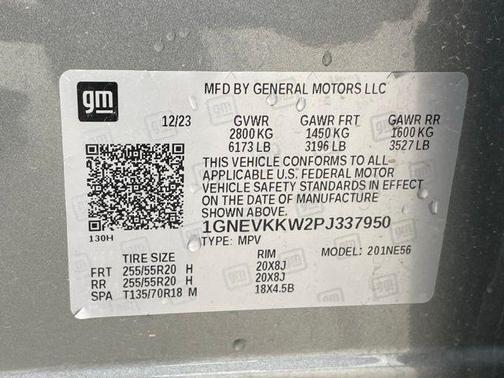 gm
MFD BY GENERAL MOTORS LLC
12/23 GVWR GAWR FRT GAWR RR
2800 KG 1450 KG 1600 KG
6173 LB 3196 LB 3527 LB
THIS VEHICLE CONFORMS TO ALL
APPLICABLE U.S. FEDERAL MOTOR
VEHICLE SAFETY STANDARDS IN EFFECT
ON THE DATE OF MANUFACTURE
SHOWN ABOVE.
130H
1GNEVKKW2PJ337950
TYPE: MPV MODEL: 201NE56
TIRE SIZE RIM
FRT 255/55R20 H 20X8J
RR 255/55R20 H 20X8J
SPA T135/70R18 M 18X4.5B